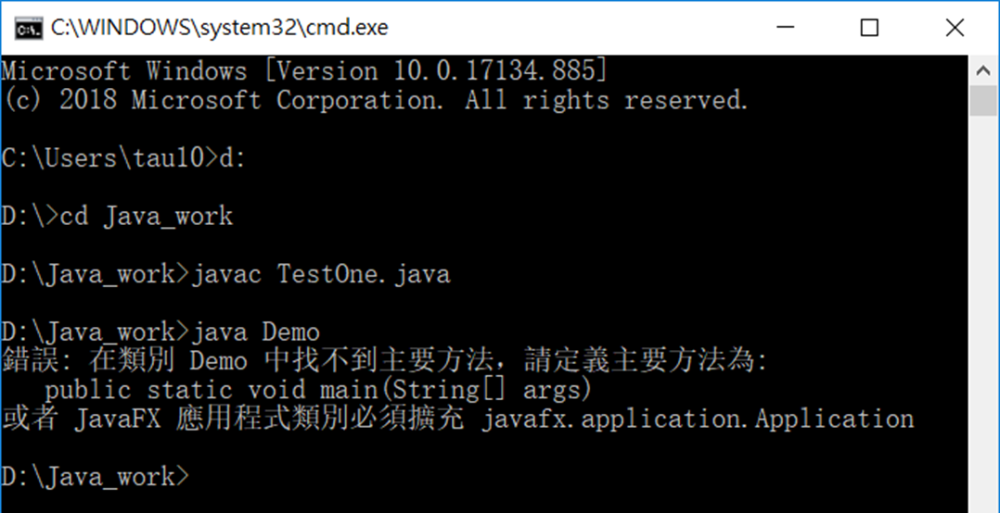 C:\WINDOWS\system32\cmd.exe
Microsoft Windows [Version 10.0.17134.885]
(c) 2018 Microsoft Corporation. All rights reserved.
C:\Users\tau10>d:
D:\>cd Java_work
D:\Java_work>javac TestOne.java
D:\Java_work>java Demo
錯誤: 在類別 Demo 中找不到主要方法，請定義主要方法為:
   public static void main(String[] args)
或者 JavaFX 應用程式類別必須擴充 javafx.application.Application
D:\Java_work>